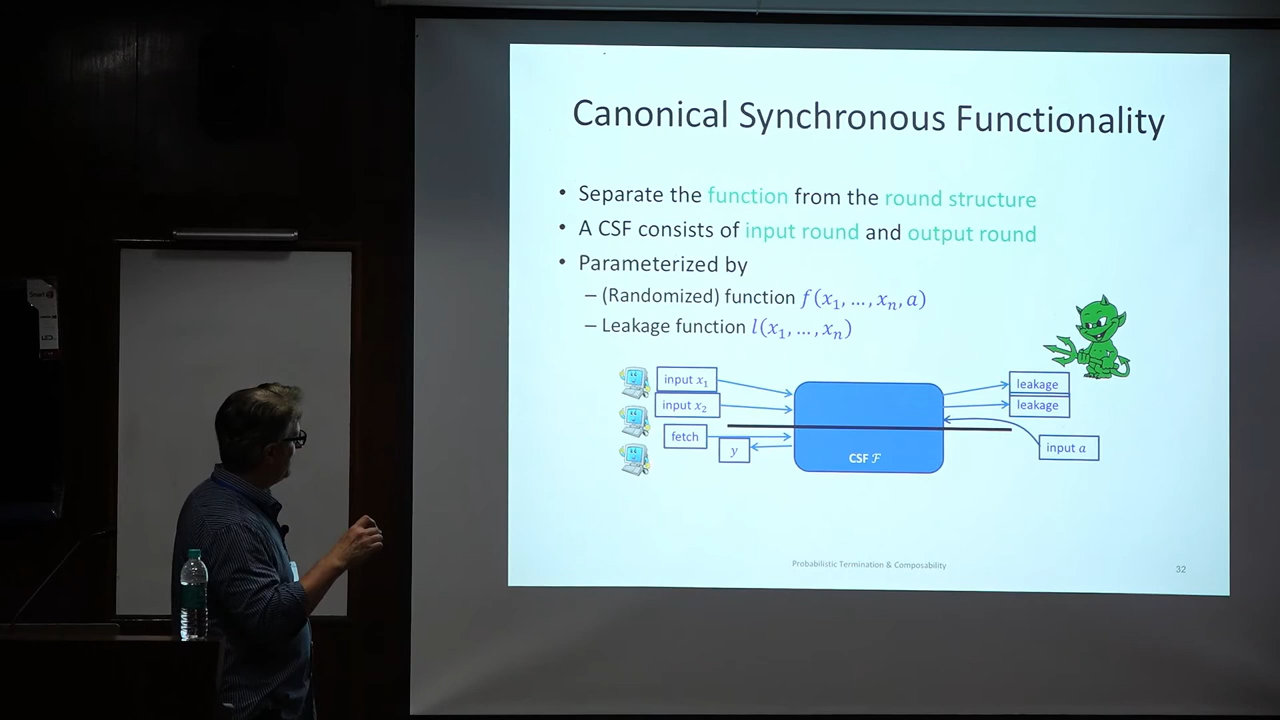 Canonical Synchronous Functionality
• Separate the function from the round structure
• A CSF consists of input round and output round
• Parameterized by
– (Randomized) function f(x₁, …, xₙ, a)
– Leakage function l(x₁, …, xₙ)
input x₁
leakage
input x₂
leakage
fetch
y
input a
CSF ℱ
Probabilistic Termination & Composability
32